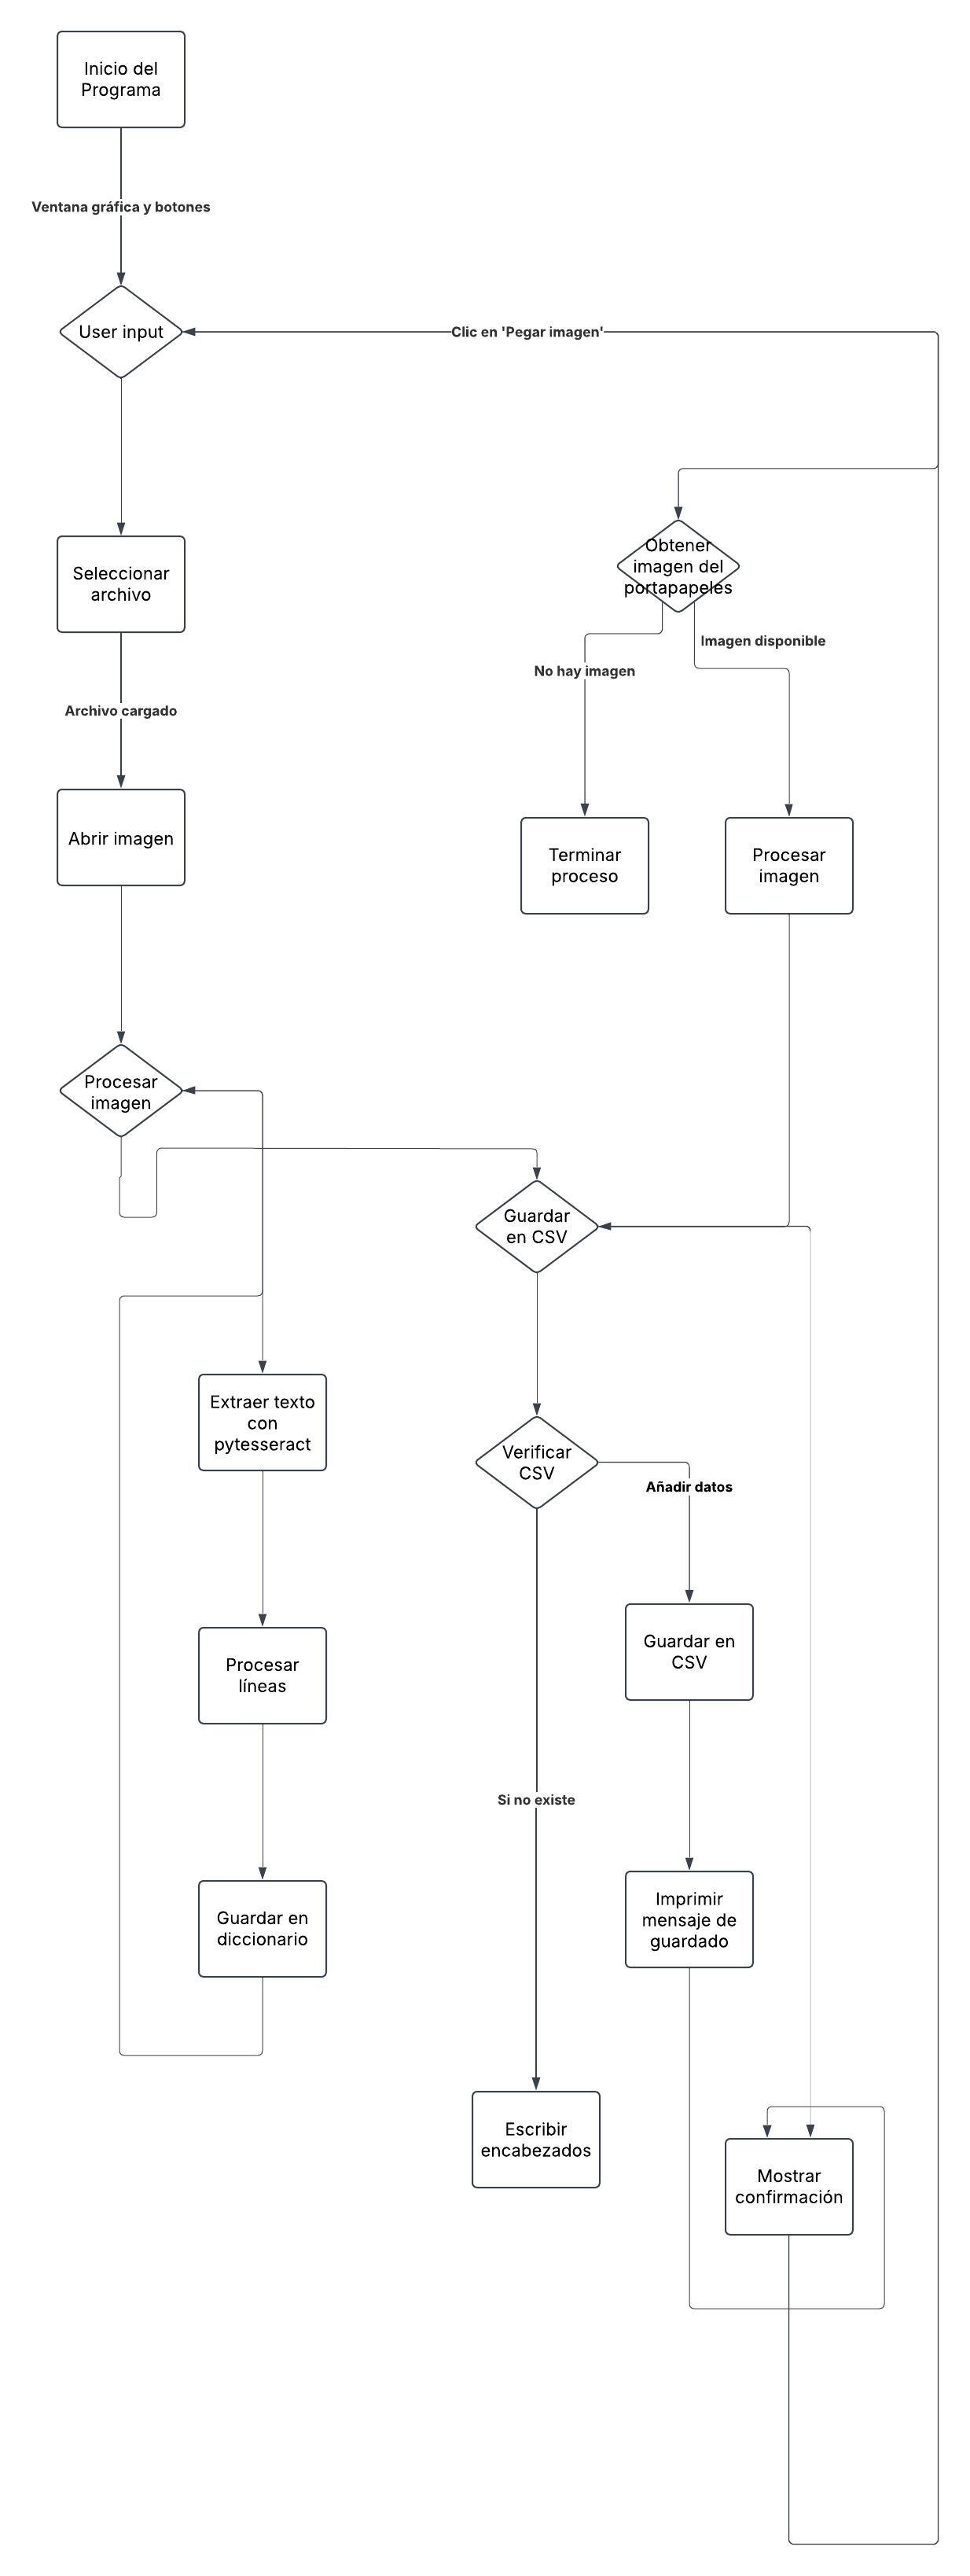 Inicio del
Programa
Ventana gráfica y botones
User input
Clic en 'Pegar imagen'
Obtener
imagen del
portapapeles
Seleccionar
archivo
Imagen disponible
No hay imagen
Archivo cargado
Abrir imagen
Terminar
proceso
Procesar
imagen
Procesar
imagen
Guardar
en CSV
Extraer texto
con
pytesseract
Verificar
CSV
Añadir datos
Procesar
líneas
Guardar en
CSV
Si no existe
Guardar en
diccionario
Imprimir
mensaje de
guardado
Escribir
encabezados
Mostrar
confirmación